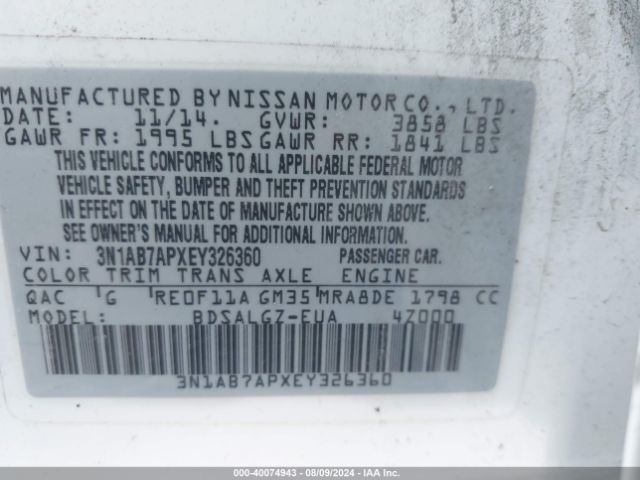 MANUFACTURED BY NISSAN MOTOR CO., LTD.
DATE: 11/14. GVWR: 3858 LBS
GAWR FR: 1995 LBS GAWR RR: 1841 LBS
THIS VEHICLE CONFORMS TO ALL APPLICABLE FEDERAL MOTOR
VEHICLE SAFETY, BUMPER AND THEFT PREVENTION STANDARDS
IN EFFECT ON THE DATE OF MANUFACTURE SHOWN ABOVE.
SEE OWNER'S MANUAL FOR ADDITIONAL INFORMATION.
VIN: 3N1AB7APXEY326360 PASSENGER CAR.
COLOR TRIM TRANS AXLE ENGINE
QAC G RE0F11A GM35 MRA8DE 1798 CC
MODEL: BDSALGZ-EUA 4Z000
3N1AB7APXEY326360
000-40074943 - 08/09/2024 - IAA Inc.